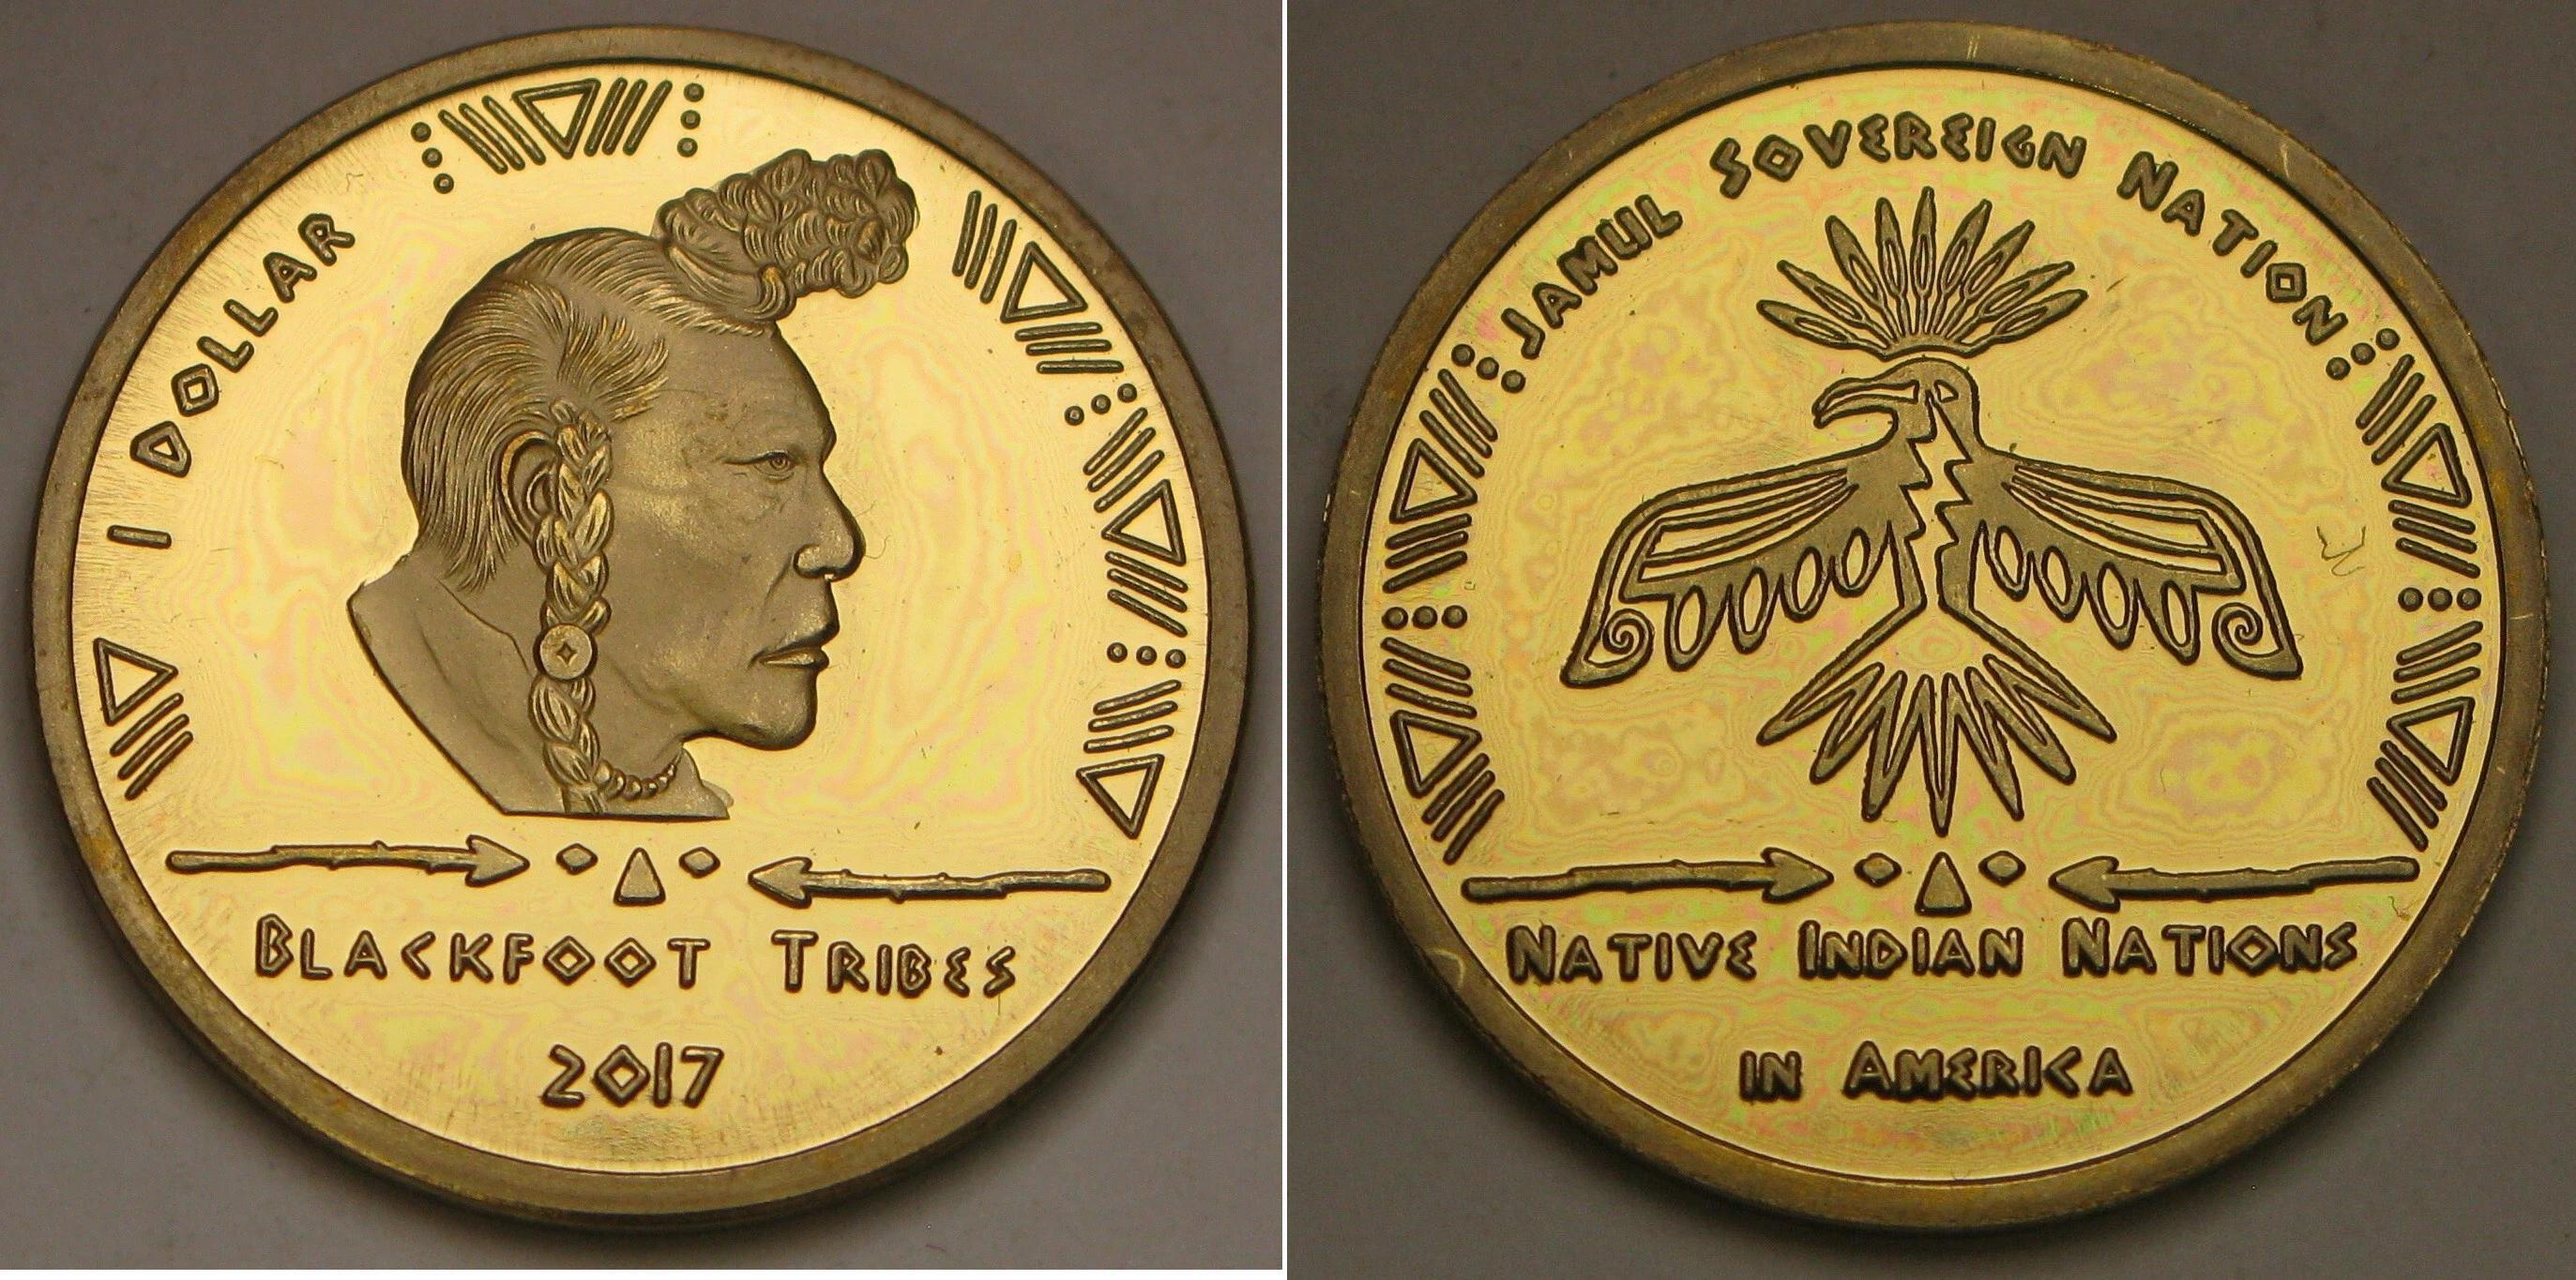 1 DOLLAR
BLACKFOOT TRIBES
2017
JAMUL SOVEREIGN NATION
NATIVE INDIAN NATIONS
IN AMERICA